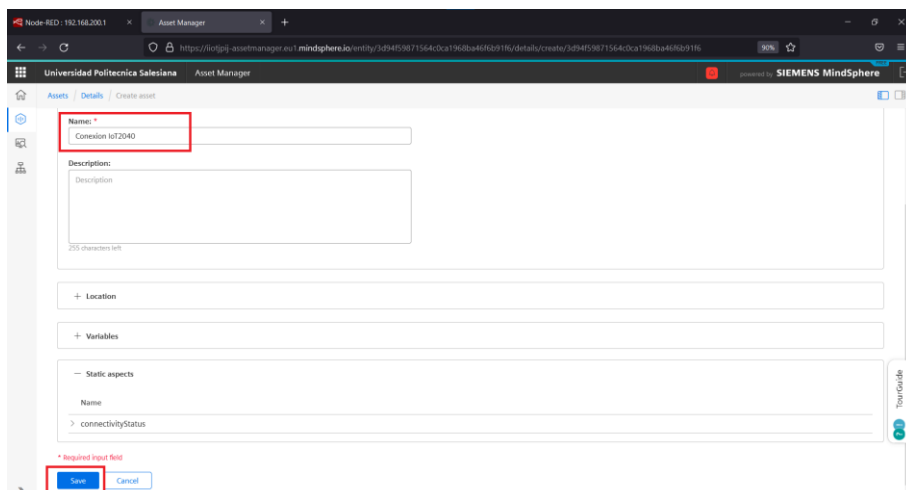 Node-RED : 192.168.200.1
Asset Manager
https://iiotjpij-assetmanager.eu1.mindsphere.io/entity/3d94f59871564c0ca1968ba46f6b91f6/details/create/3d94f59871564c0ca1968ba46f6b91f6
90%
Universidad Politecnica Salesiana Asset Manager
powered by SIEMENS MindSphere
Assets / Details / Create asset
Name: *
Conexion IoT2040
Description:
Description
255 characters left
+ Location
+ Variables
− Static aspects
Name
> connectivityStatus
TourGuide
* Required input field
Save Cancel